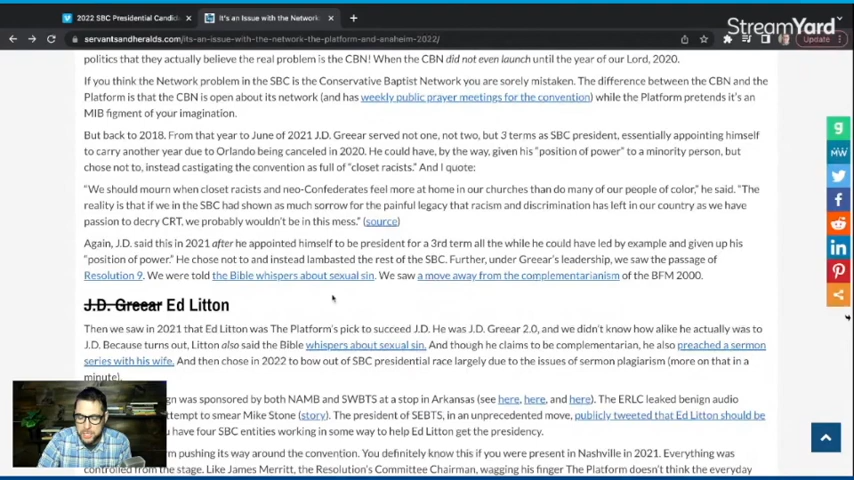 2022 SBC Presidential Candid
It's an Issue with the Network
StreamYard
servantsandheralds.com/its-an-issue-with-the-network-the-platform-and-anaheim-2022/
Update
politics that they actually believe the real problem is the CBN! When the CBN did not even launch until the year of our Lord, 2020.
If you think the Network problem in the SBC is the Conservative Baptist Network you are sorely mistaken. The difference between the CBN and the
Platform is that the CBN is open about its network (and has weekly public prayer meetings for the convention) while the Platform pretends it's an
MIB figment of your imagination.
But back to 2018. From that year to June of 2021 J.D. Greear served not one, not two, but 3 terms as SBC president, essentially appointing himself
to carry another year due to Orlando being canceled in 2020. He could have, by the way, given his "position of power" to a minority person, but
chose not to, instead castigating the convention as full of "closet racists." And I quote:
"We should mourn when closet racists and neo-Confederates feel more at home in our churches than do many of our people of color," he said. "The
reality is that if we in the SBC had shown as much sorrow for the painful legacy that racism and discrimination has left in our country as we have
passion to decry CRT, we probably wouldn't be in this mess." (source)
Again, J.D. said this in 2021 after he appointed himself to be president for a 3rd term all the while he could have led by example and given up his
"position of power." He chose not to and instead lambasted the rest of the SBC. Further, under Greear's leadership, we saw the passage of
Resolution 9. We were told the Bible whispers about sexual sin. We saw a move away from the complementarianism of the BFM 2000.
J.D. Greear Ed Litton
Then we saw in 2021 that Ed Litton was The Platform's pick to succeed J.D. He was J.D. Greear 2.0, and we didn't know how alike he actually was to
J.D. Because turns out, Litton also said the Bible whispers about sexual sin. And though he claims to be complementarian, he also preached a sermon
series with his wife. And then chose in 2022 to bow out of SBC presidential race largely due to the issues of sermon plagiarism (more on that in a
minute).
gn was sponsored by both NAMB and SWBTS at a stop in Arkansas (see here, here, and here). The ERLC leaked benign audio
ttempt to smear Mike Stone (story). The president of SEBTS, in an unprecedented move, publicly tweeted that Ed Litton should be
you have four SBC entities working in some way to help Ed Litton get the presidency.
rm pushing its way around the convention. You definitely know this if you were present in Nashville in 2021. Everything was
controlled from the stage. Like James Merritt, the Resolution's Committee Chairman, wagging his finger The Platform doesn't think the everyday
MW